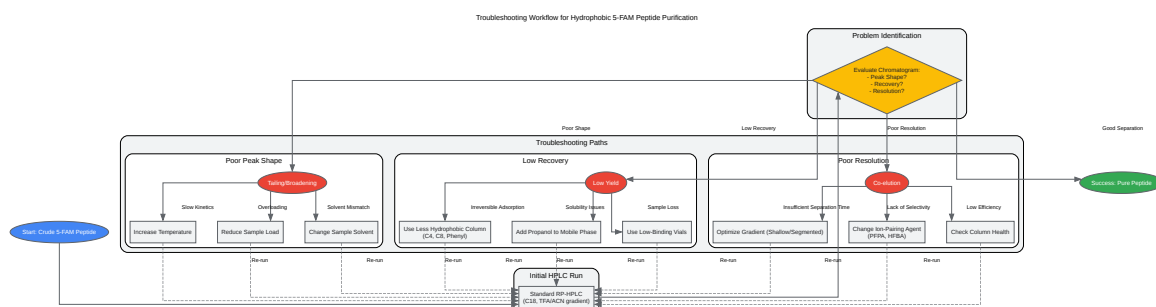 Troubleshooting Workflow for Hydrophobic 5-FAM Peptide Purification
Problem Identification
Evaluate Chromatogram:
- Peak Shape?
- Recovery?
- Resolution?
Poor Shape
Low Recovery
Poor Resolution
Good Separation
Troubleshooting Paths
Poor Peak Shape
Low Recovery
Poor Resolution
Tailing/Broadening
Low Yield
Co-elution
Success: Pure Peptide
Slow Kinetics
Overloading
Solvent Mismatch
Irreversible Adsorption
Solubility Issues
Sample Loss
Insufficient Separation Time
Lack of Selectivity
Low Efficiency
Start: Crude 5-FAM Peptide
Increase Temperature
Reduce Sample Load
Change Sample Solvent
Use Less Hydrophobic Column
(C4, C8, Phenyl)
Add Propanol to Mobile Phase
Use Low-Binding Vials
Optimize Gradient (Shallow/Segmented)
Change Ion-Pairing Agent
(PFPA, HFBA)
Check Column Health
Re-run
Re-run
Re-run
Re-run
Re-run
Re-run
Re-run
Re-run
Re-run
Initial HPLC Run
Standard RP-HPLC
(C18, TFA/ACN gradient)